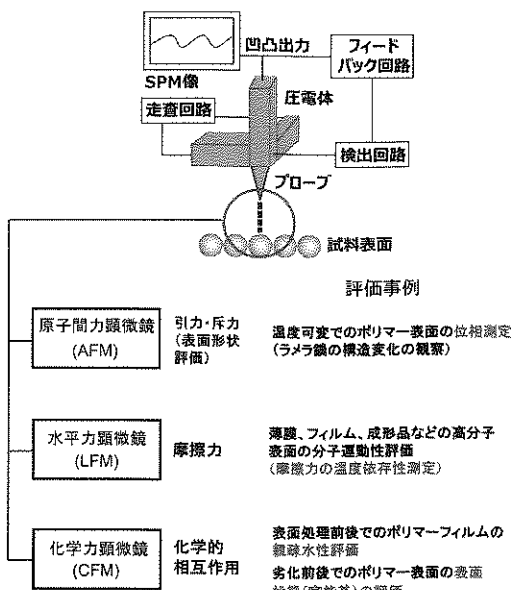 凹凸出力
フィード
バック回路
SPM像
圧電体
走査回路
検出回路
プローブ
試料表面
評価事例
原子間力顕微鏡
(AFM)
引力・斥力
(表面形状
評価)
温度可変でのポリマー表面の位相測定
(ラメラ鎖の構造変化の観察)
水平力顕微鏡
(LFM)
摩擦力
薄膜、フィルム、成形品などの高分子
表面の分子運動性評価
(摩擦力の温度依存性測定)
化学力顕微鏡
(CFM)
化学的
相互作用
表面処理前後でのポリマーフィルムの
親疎水性評価
劣化前後でのポリマー表面の表面